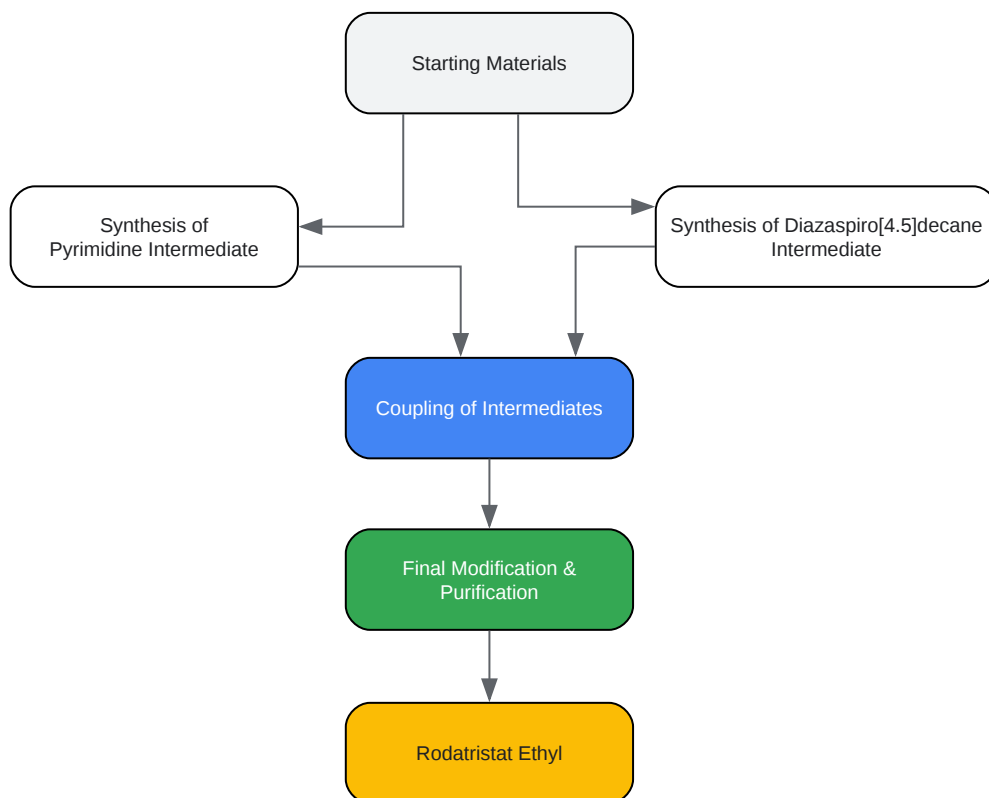 Starting Materials
Synthesis of
Pyrimidine Intermediate
Synthesis of Diazaspiro[4.5]decane
Intermediate
Coupling of Intermediates
Final Modification &
Purification
Rodatristat Ethyl